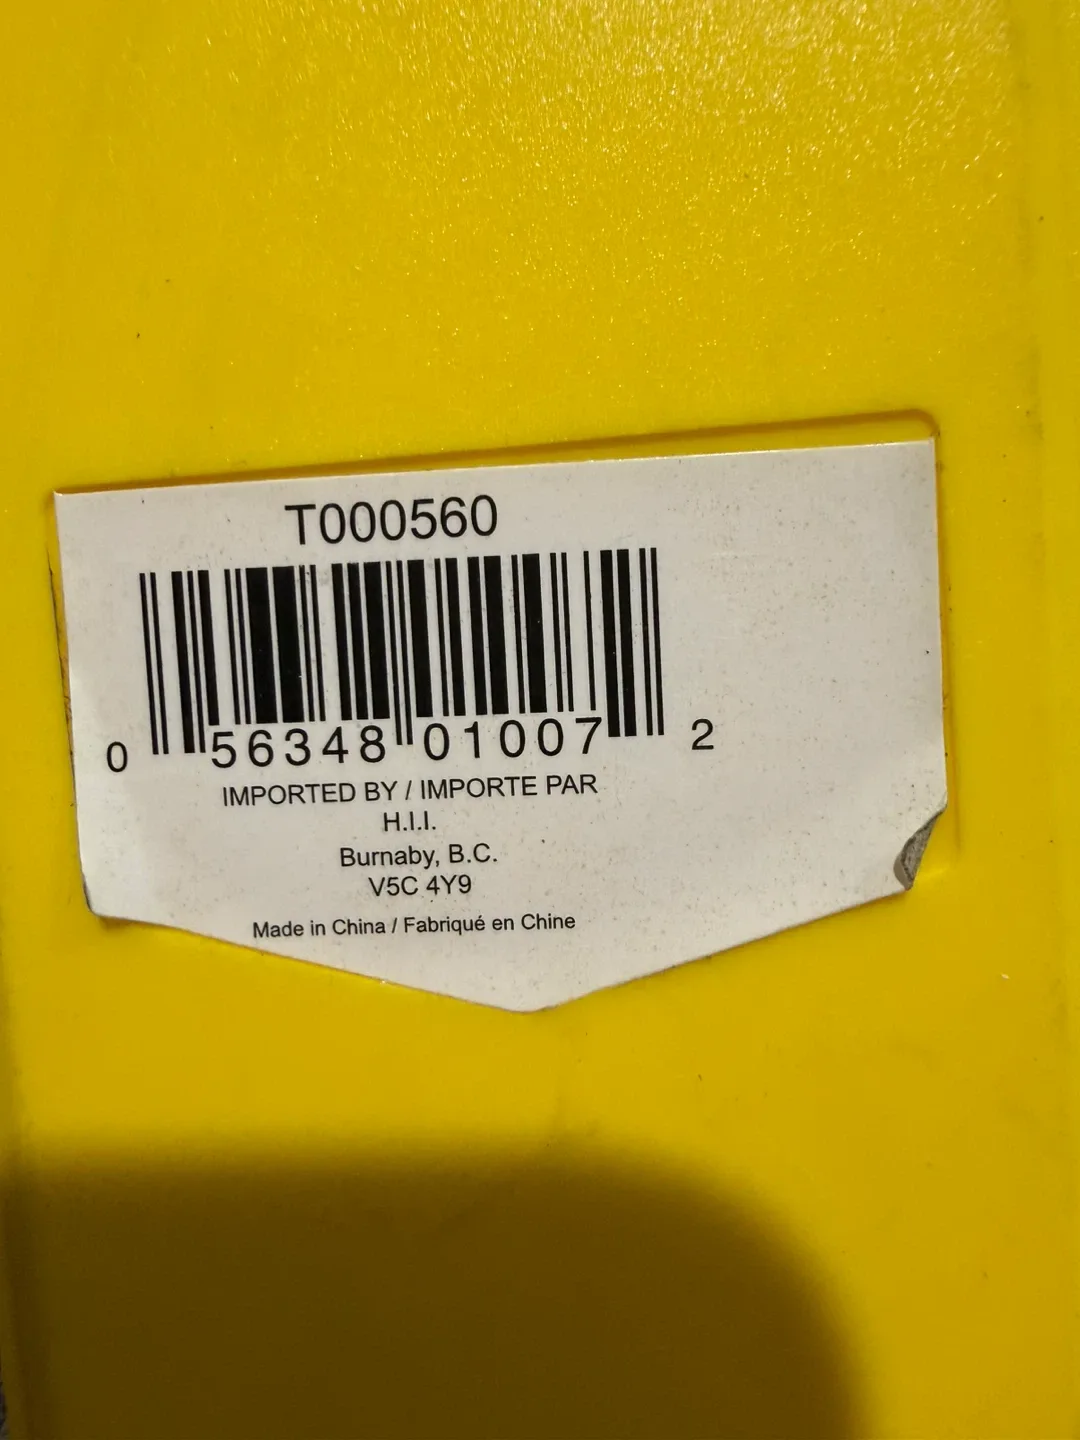 T000560
0 56348 01007 2
IMPORTED BY / IMPORTE PAR
H.I.I.
Burnaby, B.C.
V5C 4Y9
Made in China / Fabriqué en Chine